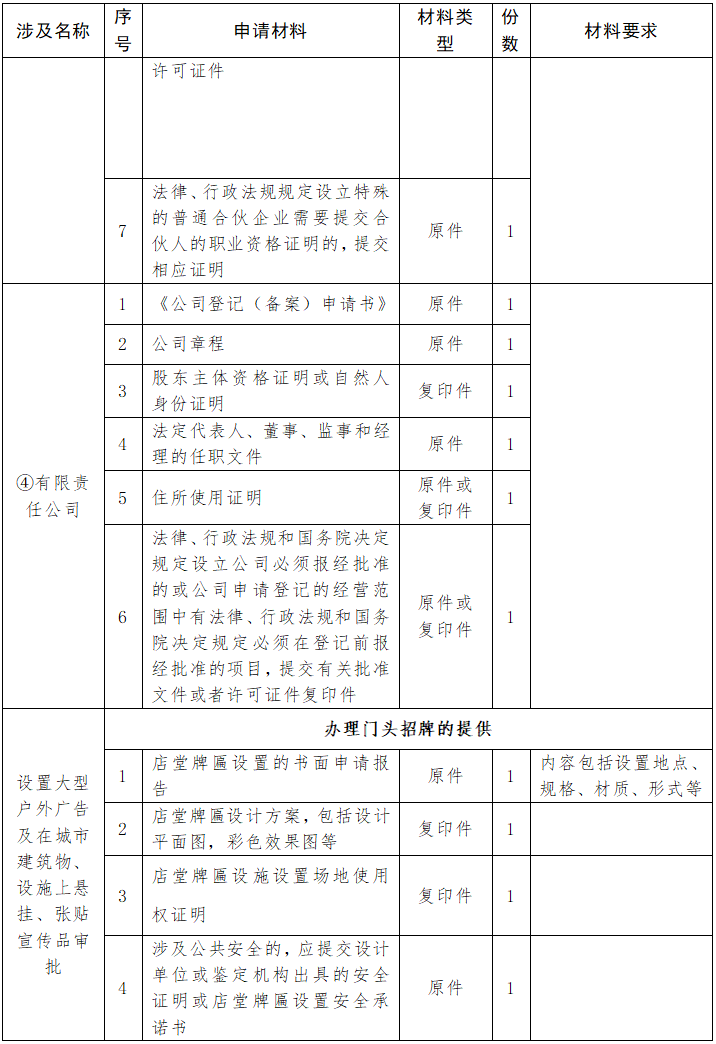 涉及名称
序号
申请材料
材料类型
份数
材料要求
许可证件
7
法律、行政法规规定设立特殊
的普通合伙企业需要提交合
伙人的职业资格证明的，提交
相应证明
原件
1
④有限责
任公司
1
《公司登记（备案）申请书》
原件
1
2
公司章程
原件
1
3
股东主体资格证明或自然人
身份证明
复印件
1
4
法定代表人、董事、监事和经
理的任职文件
原件
1
5
住所使用证明
原件或
复印件
1
6
法律、行政法规和国务院决定
规定设立公司必须报经批准
的或公司申请登记的经营范
围中有法律、行政法规和国务
院决定规定必须在登记前报
经批准的项目，提交有关批准
文件或者许可证件复印件
原件或
复印件
1
设置大型
户外广告
及在城市
建筑物、
设施上悬
挂、张贴
宣传品审
批
办理门头招牌的提供
1
店堂牌匾设置的书面申请报
告
原件
1
内容包括设置地点、
规格、材质、形式等
2
店堂牌匾设计方案，包括设计
平面图，彩色效果图等
复印件
1
3
店堂牌匾设施设置场地使用
权证明
复印件
1
4
涉及公共安全的，应提交设计
单位或鉴定机构出具的安全
证明或店堂牌匾设置安全承
诺书
原件
1